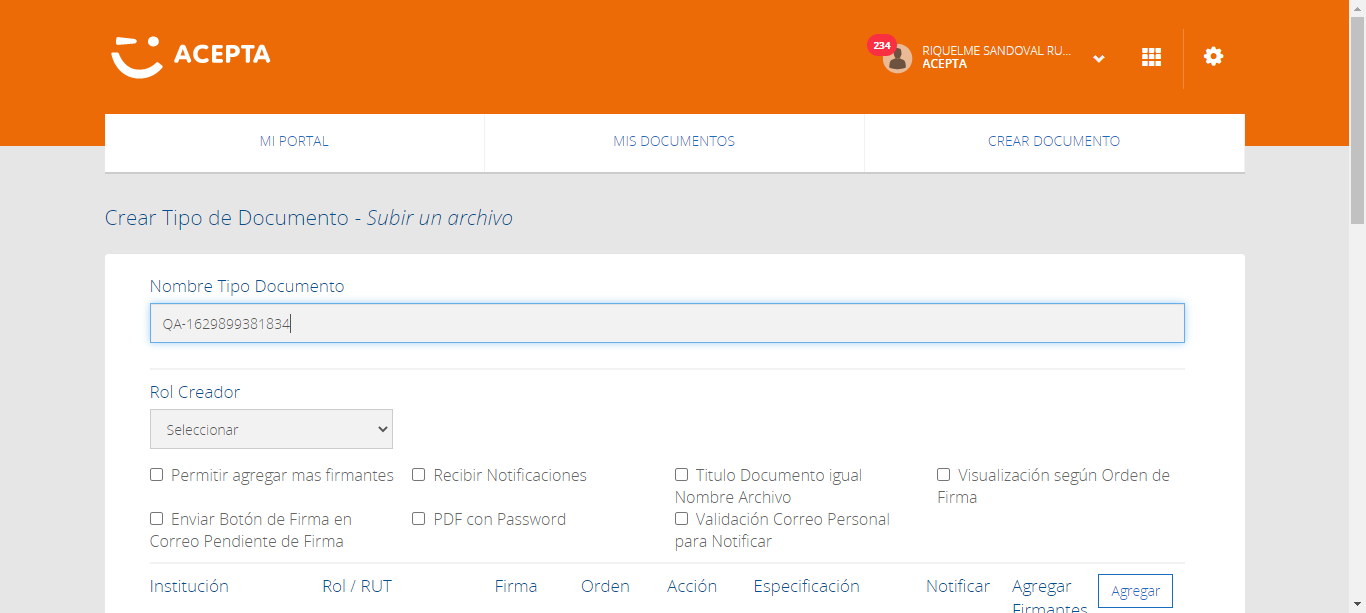 ACEPTA
234
RIQUELME SANDOVAL RU...
ACEPTA
MI PORTAL
MIS DOCUMENTOS
CREAR DOCUMENTO
Crear Tipo de Documento - Subir un archivo
Nombre Tipo Documento
QA-1629899381834
Rol Creador
Seleccionar
Permitir agregar mas firmantes
Recibir Notificaciones
Titulo Documento igual
Nombre Archivo
Visualización según Orden de
Firma
Enviar Botón de Firma en
Correo Pendiente de Firma
PDF con Password
Validación Correo Personal
para Notificar
Institución
Rol / RUT
Firma
Orden
Acción
Especificación
Notificar
Agregar
Firmantes
Agregar